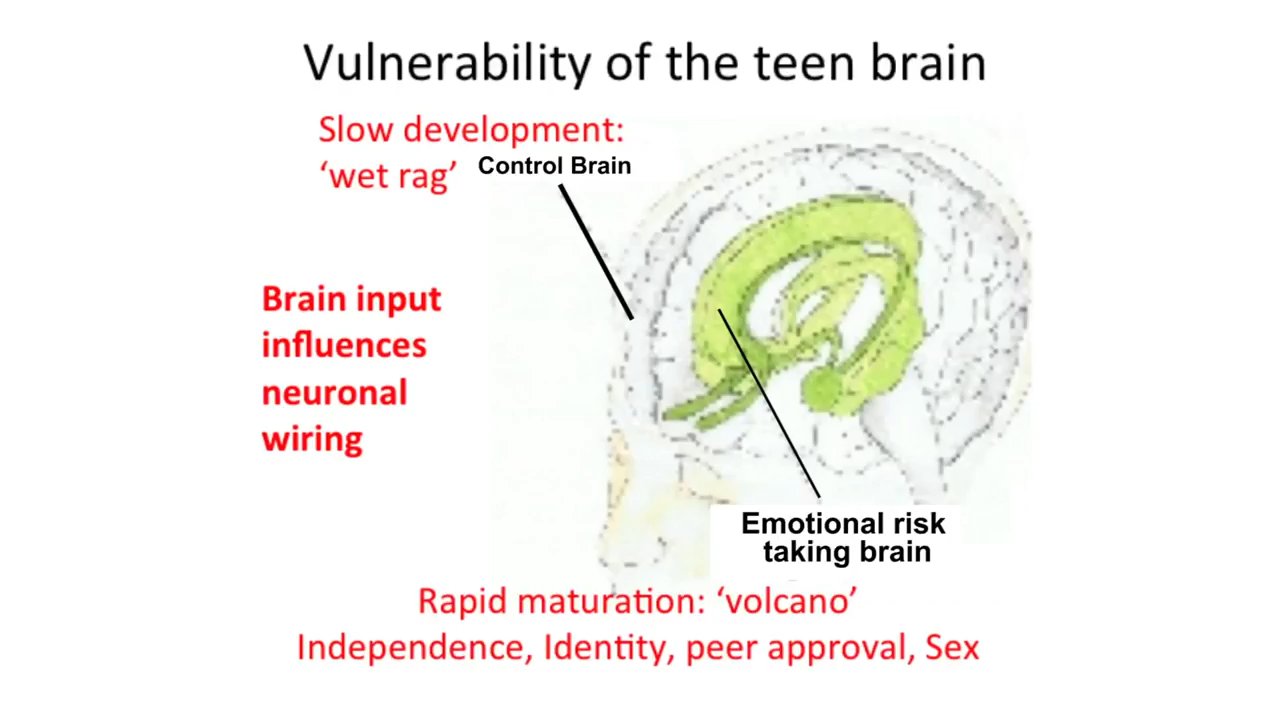 Vulnerability of the teen brain
Slow development:
‘wet rag’
Control Brain
Brain input
influences
neuronal
wiring
Emotional risk
taking brain
Rapid maturation: ‘volcano’
Independence, Identity, peer approval, Sex